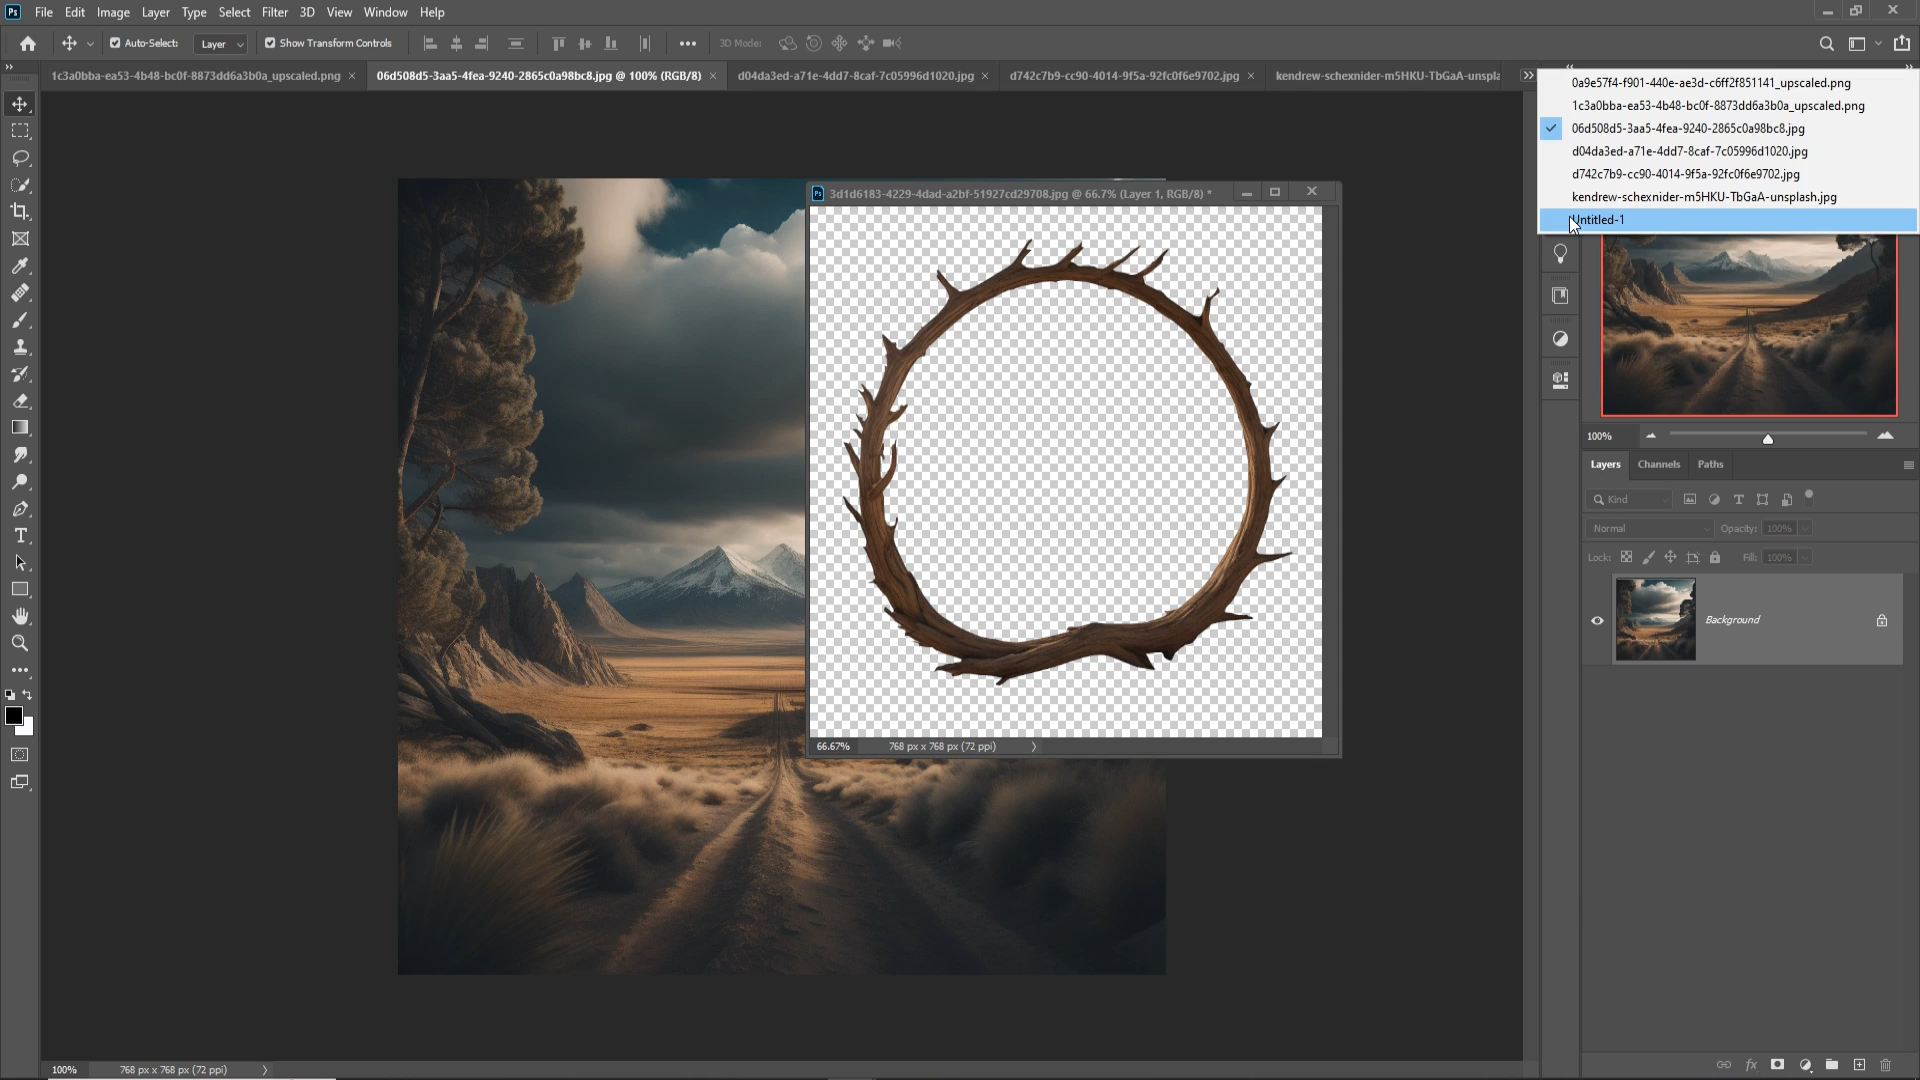 Ps File Edit Image Layer Type Select Filter 3D View Window Help
Auto-Select: Layer Show Transform Controls 3D Mode:
1c3a0bba-ea53-4b48-bc0f-8873dd6a3b0a_upscaled.png 06d508d5-3aa5-4fea-9240-2865c0a98bc8.jpg @ 100% (RGB/8) d04da3ed-a71e-4dd7-8caf-7c05996d1020.jpg d742c7b9-cc90-4014-9f5a-92fc0f6e9702.jpg kendrew-schexnider-m5HKU-TbGaA-unspla
0a9e57f4-f901-440e-ae3d-c6ff2f851141_upscaled.png
1c3a0bba-ea53-4b48-bc0f-8873dd6a3b0a_upscaled.png
06d508d5-3aa5-4fea-9240-2865c0a98bc8.jpg
d04da3ed-a71e-4dd7-8caf-7c05996d1020.jpg
d742c7b9-cc90-4014-9f5a-92fc0f6e9702.jpg
kendrew-schexnider-m5HKU-TbGaA-unsplash.jpg
Untitled-1
Ps 3d1d6183-4229-4dad-a2bf-51927cd29708.jpg @ 66.7% (Layer 1, RGB/8) *
66.67% 768 px x 768 px (72 ppi)
100%
Layers Channels Paths
Kind
Normal Opacity: 100%
Lock: Fill: 100%
Background
100% 768 px x 768 px (72 ppi)